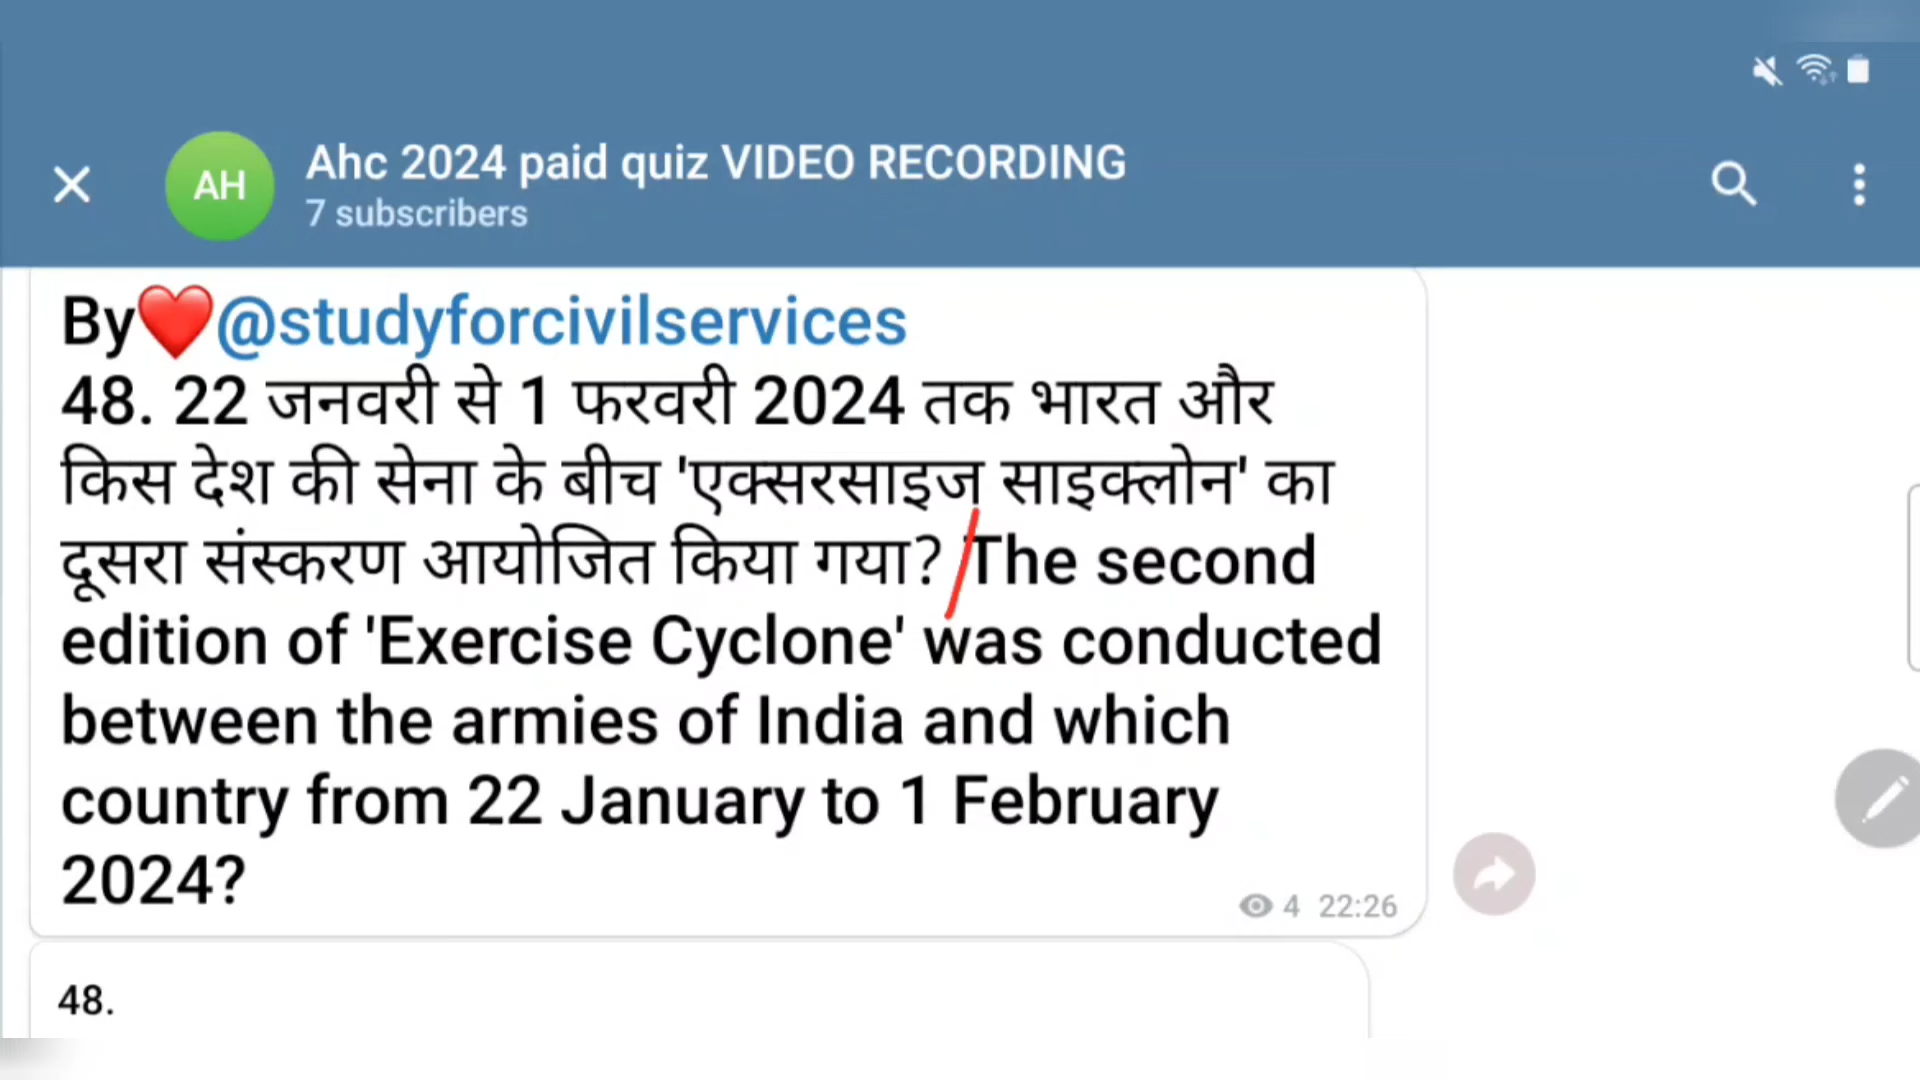 Ahc 2024 paid quiz VIDEO RECORDING
AH
7 subscribers
By❤️@studyforcivilservices
48. 22 जनवरी से 1 फरवरी 2024 तक भारत और
किस देश की सेना के बीच 'एक्सरसाइज साइक्लोन' का
दूसरा संस्करण आयोजित किया गया? The second
edition of 'Exercise Cyclone' was conducted
between the armies of India and which
country from 22 January to 1 February
2024?
4 22:26
48.